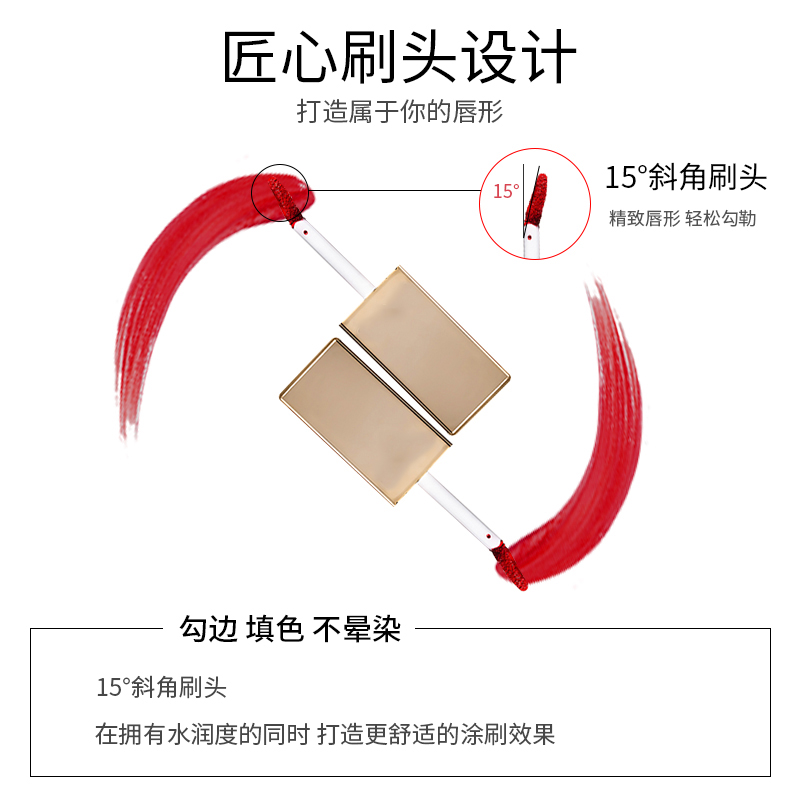 匠心刷头设计
打造属于你的唇形
15°
15°斜角刷头
精致唇形 轻松勾勒
勾边 填色 不晕染
15°斜角刷头
在拥有水润度的同时 打造更舒适的涂刷效果